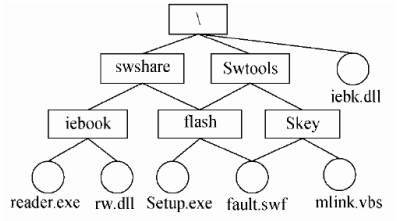 \
swshare Swtools
iebk.dll
iebook flash Skey
reader.exe rw.dll Setup.exe fault.swf mlink.vbs